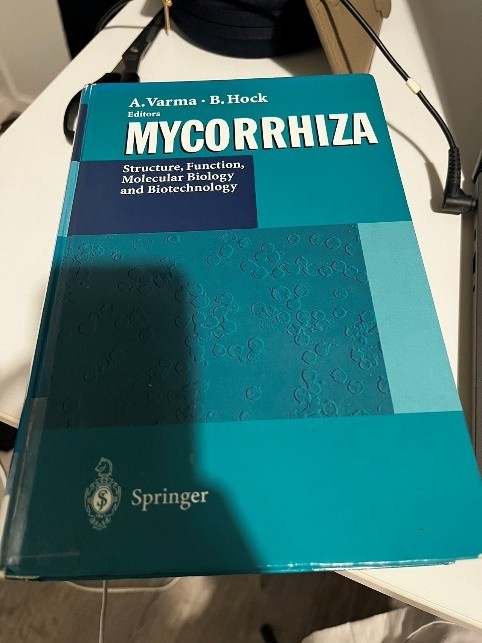 A. Varma · B. Hock
Editors
MYCORRHIZA
Structure, Function,
Molecular Biology
and Biotechnology
Springer